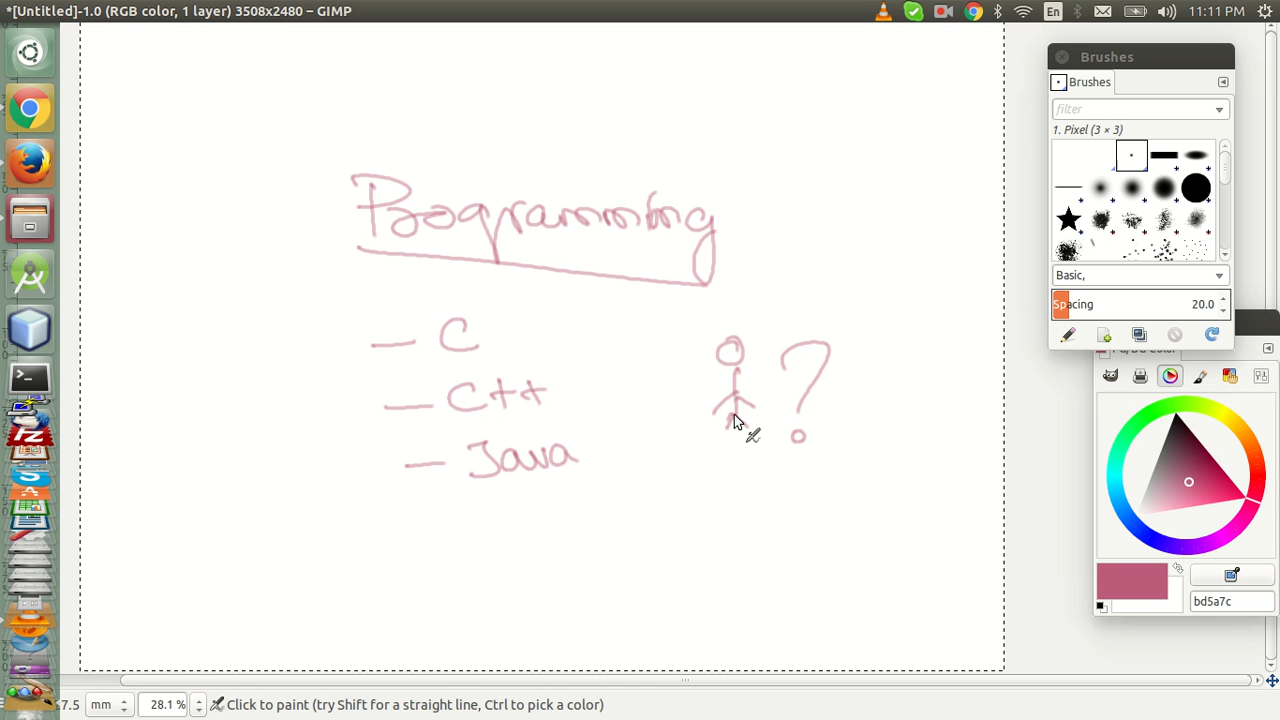 *[Untitled]-1.0 (RGB color, 1 layer) 3508x2480 – GIMP
En
11:11 PM
Brushes
Brushes
filter
1. Pixel (3 × 3)
Programming
Basic,
Spacing 20.0
— C
?
— C++
— Java
bd5a7c
mm
28.1 %
Click to paint (try Shift for a straight line, Ctrl to pick a color)